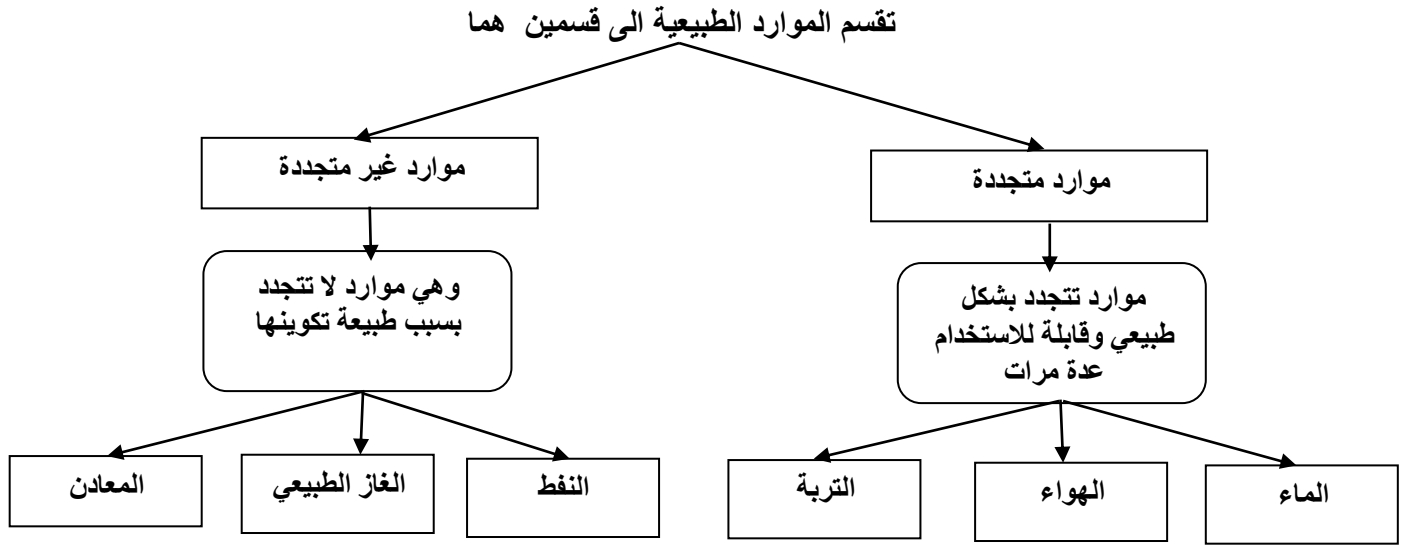 تقسم الموارد الطبيعية الى قسمين هما
موارد متجددة
موارد غير متجددة
موارد تتجدد بشكل
طبيعي وقابلة للاستخدام
عدة مرات
وهي موارد لا تتجدد
بسبب طبيعة تكوينها
الماء
الهواء
التربة
النفط
الغاز الطبيعي
المعادن